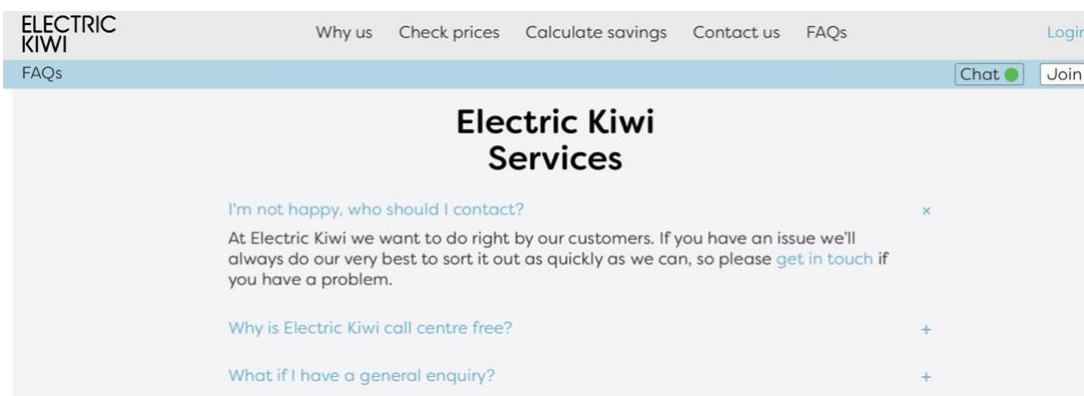 ELECTRIC
KIWI
Why us Check prices Calculate savings Contact us FAQs Login
FAQs Chat Join
Electric Kiwi
Services
I'm not happy, who should I contact? ×
At Electric Kiwi we want to do right by our customers. If you have an issue we'll
always do our very best to sort it out as quickly as we can, so please get in touch if
you have a problem.
Why is Electric Kiwi call centre free? +
What if I have a general enquiry? +